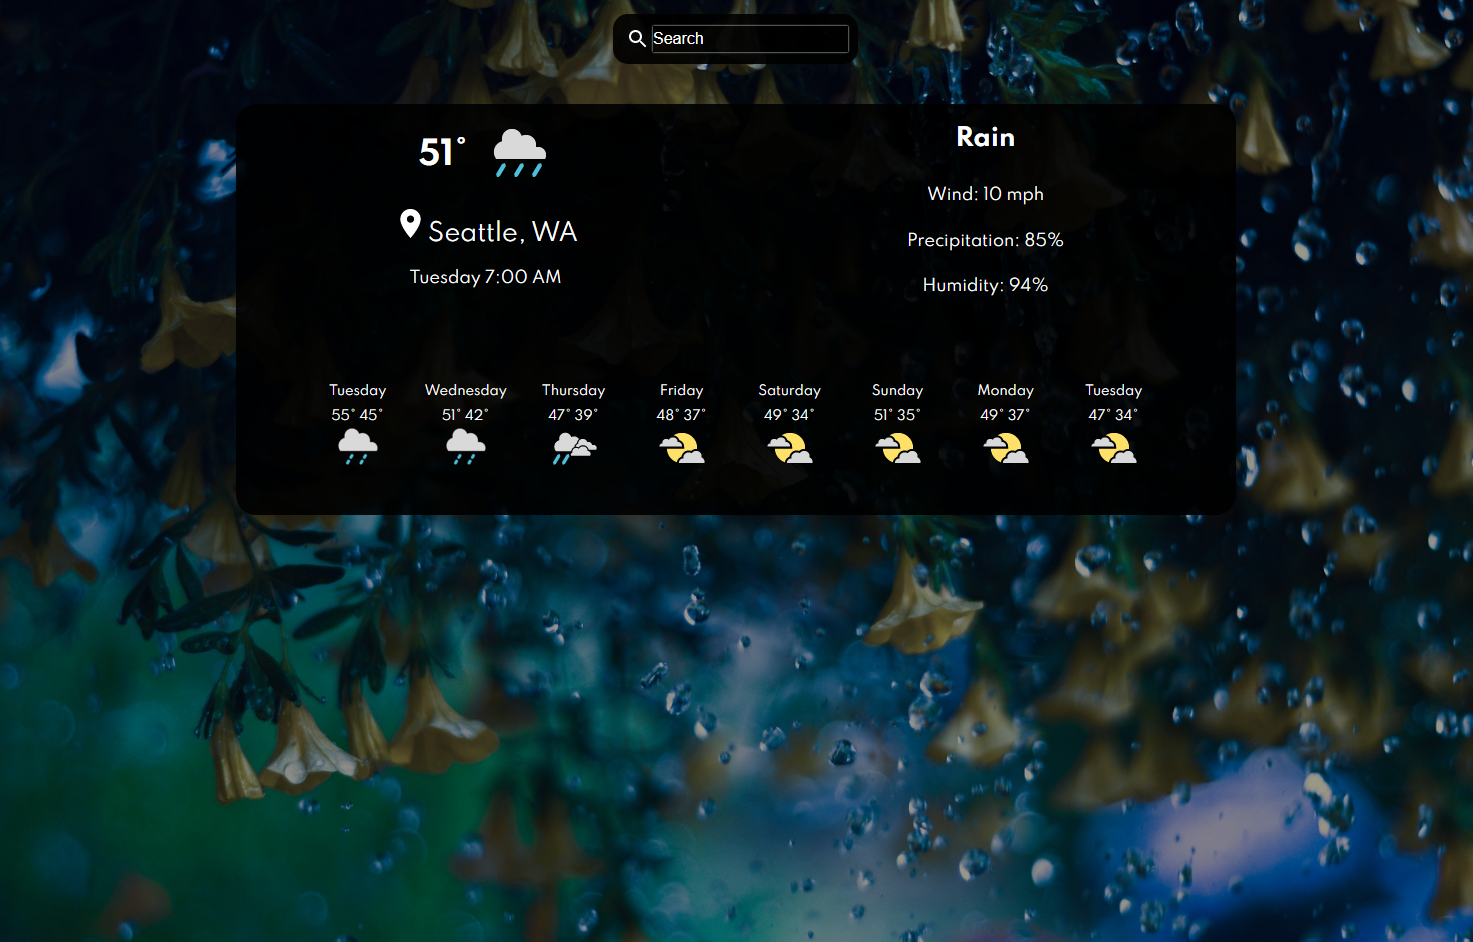 Search
51°
Seattle, WA
Tuesday 7:00 AM
Rain
Wind: 10 mph
Precipitation: 85%
Humidity: 94%
Tuesday
55° 45°
Wednesday
51° 42°
Thursday
47° 39°
Friday
48° 37°
Saturday
49° 34°
Sunday
51° 35°
Monday
49° 37°
Tuesday
47° 34°